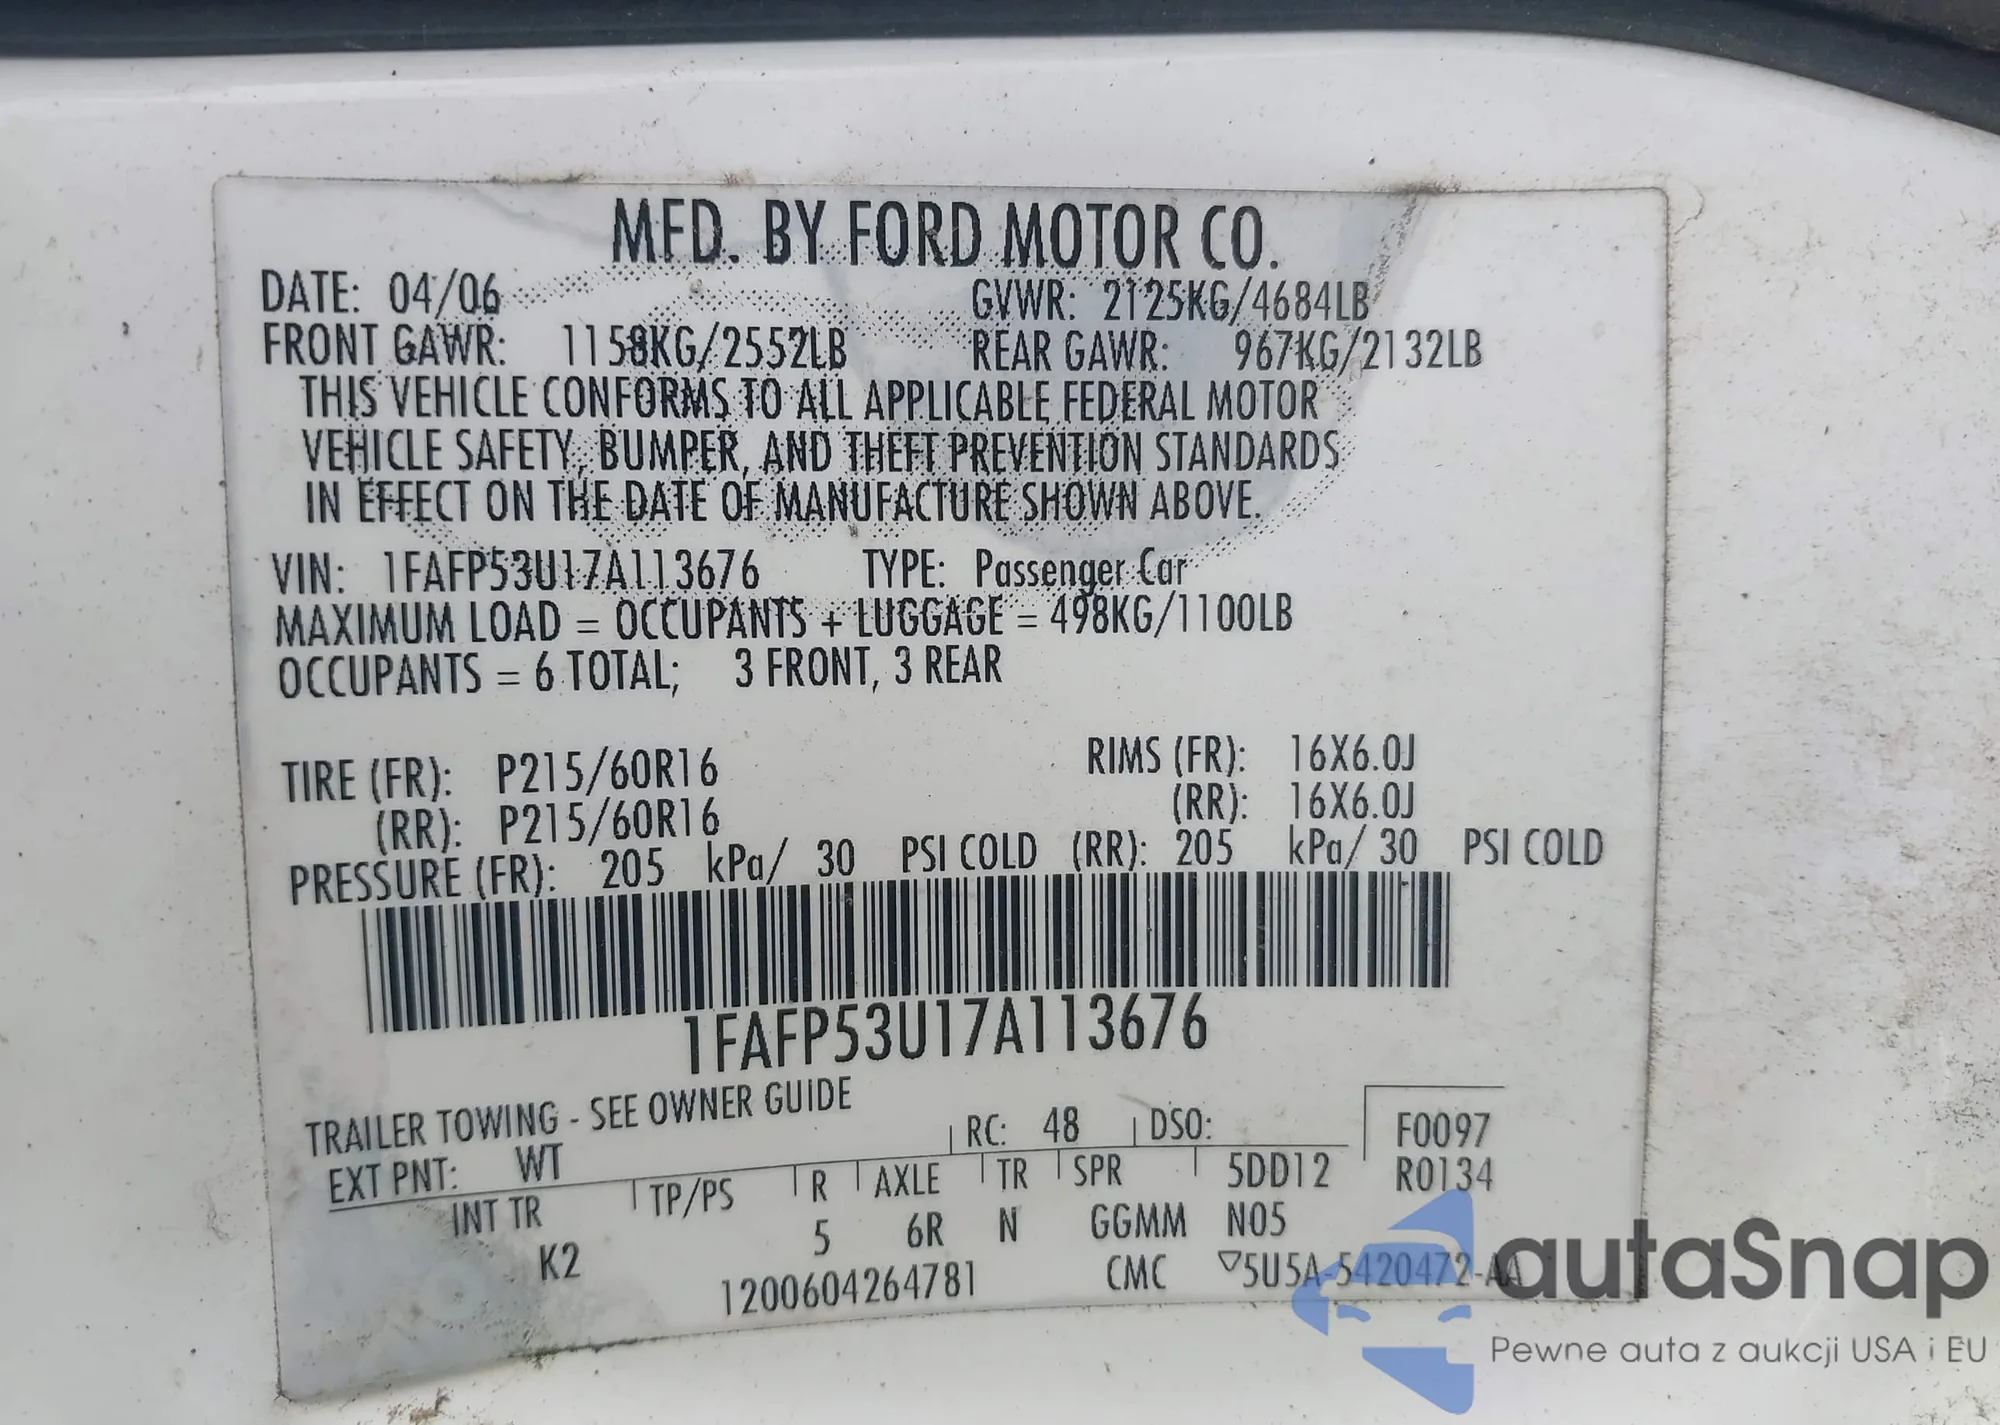 MFD. BY FORD MOTOR CO.
DATE: 04/06 GVWR: 2125KG/4684LB
FRONT GAWR: 1158KG/2552LB REAR GAWR: 967KG/2132LB
THIS VEHICLE CONFORMS TO ALL APPLICABLE FEDERAL MOTOR
VEHICLE SAFETY, BUMPER, AND THEFT PREVENTION STANDARDS
IN EFFECT ON THE DATE OF MANUFACTURE SHOWN ABOVE.
VIN: 1FAFP53U17A113676 TYPE: Passenger Car
MAXIMUM LOAD = OCCUPANTS + LUGGAGE = 498KG/1100LB
OCCUPANTS = 6 TOTAL; 3 FRONT, 3 REAR
TIRE (FR): P215/60R16 RIMS (FR): 16X6.0J
(RR): P215/60R16 (RR): 16X6.0J
PRESSURE (FR): 205 kPa/ 30 PSI COLD (RR): 205 kPa/ 30 PSI COLD
1FAFP53U17A113676
TRAILER TOWING - SEE OWNER GUIDE
EXT PNT: WT RC: 48 DSO: F0097
INT TR TP/PS R AXLE TR SPR 5DD12 R0134
K2 5 6R N GGMM N05
1200604264781 CMC ▽5U5A-5420472-AA
autaSnap
Pewne auta z aukcji USA i EU